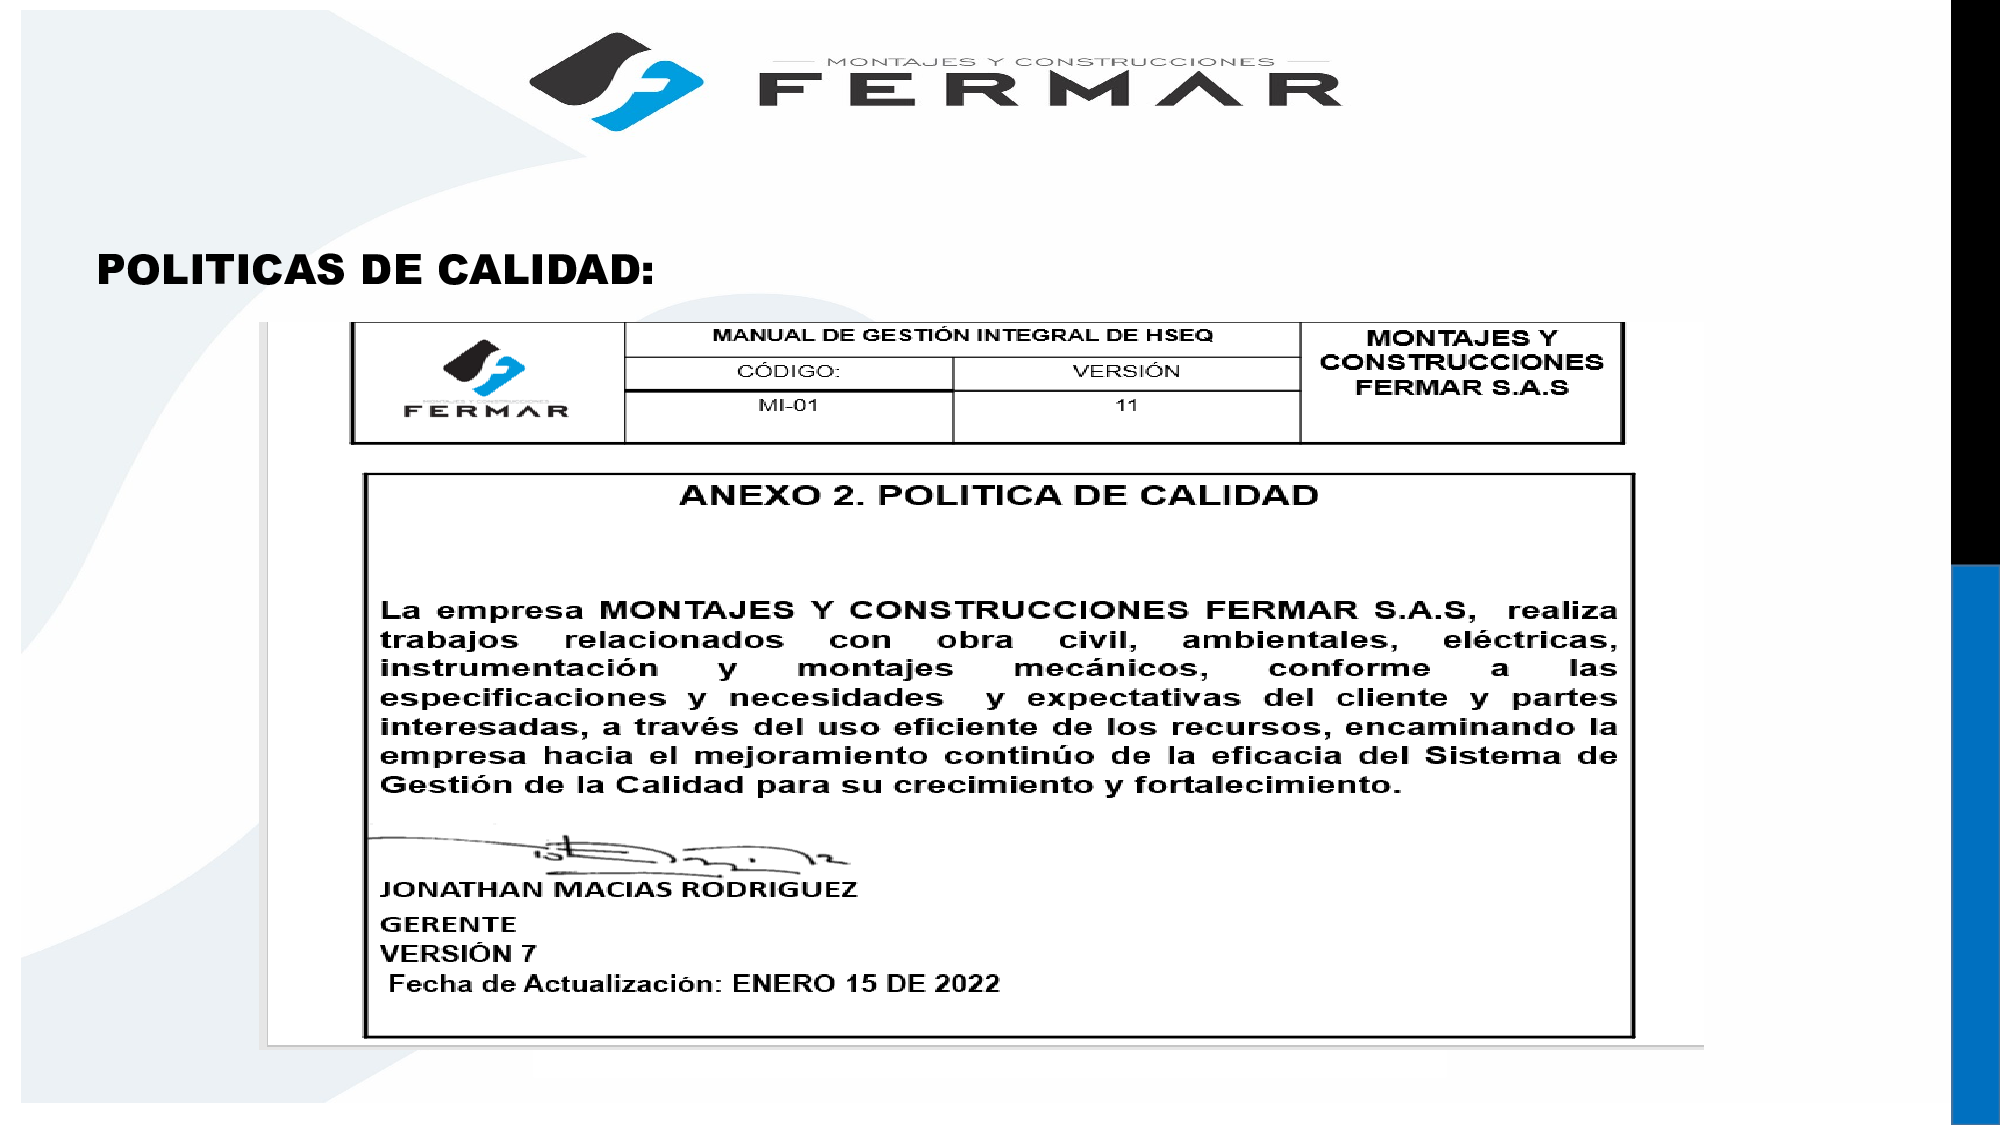 MONTAJES Y CONSTRUCCIONES
FERMAR
POLITICAS DE CALIDAD:
MONTAJES Y CONSTRUCCIONES
FERMAR
MANUAL DE GESTIÓN INTEGRAL DE HSEQ
CÓDIGO:
VERSIÓN
MI-01
11
MONTAJES Y
CONSTRUCCIONES
FERMAR S.A.S
ANEXO 2. POLITICA DE CALIDAD
La empresa MONTAJES Y CONSTRUCCIONES FERMAR S.A.S, realiza
trabajos relacionados con obra civil, ambientales, eléctricas,
instrumentación y montajes mecánicos, conforme a las
especificaciones y necesidades y expectativas del cliente y partes
interesadas, a través del uso eficiente de los recursos, encaminando la
empresa hacia el mejoramiento continúo de la eficacia del Sistema de
Gestión de la Calidad para su crecimiento y fortalecimiento.
JONATHAN MACIAS RODRIGUEZ
GERENTE
VERSIÓN 7
Fecha de Actualización: ENERO 15 DE 2022